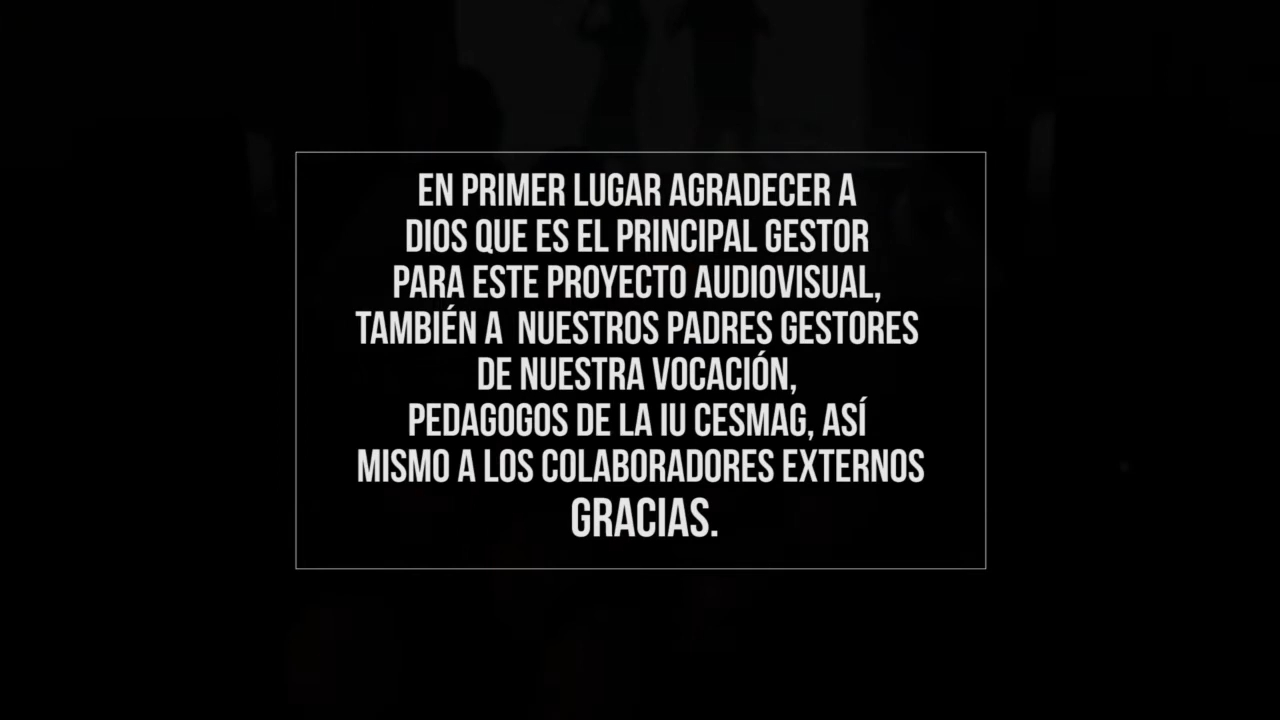 EN PRIMER LUGAR AGRADECER A
DIOS QUE ES EL PRINCIPAL GESTOR
PARA ESTE PROYECTO AUDIOVISUAL,
TAMBIÉN A NUESTROS PADRES GESTORES
DE NUESTRA VOCACIÓN,
PEDAGOGOS DE LA IU CESMAG, ASÍ
MISMO A LOS COLABORADORES EXTERNOS
GRACIAS.